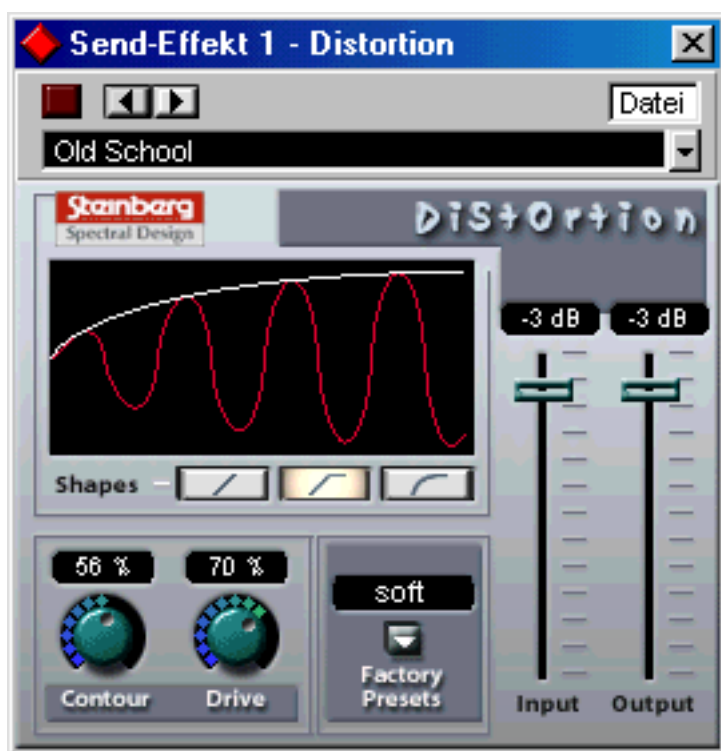 Send-Effekt 1 - Distortion
Datei
Old School
Steinberg
Spectral Design
DiStOrtion
-3 dB -3 dB
Shapes
56 % 70 %
soft
Contour Drive
Factory
Presets
Input Output